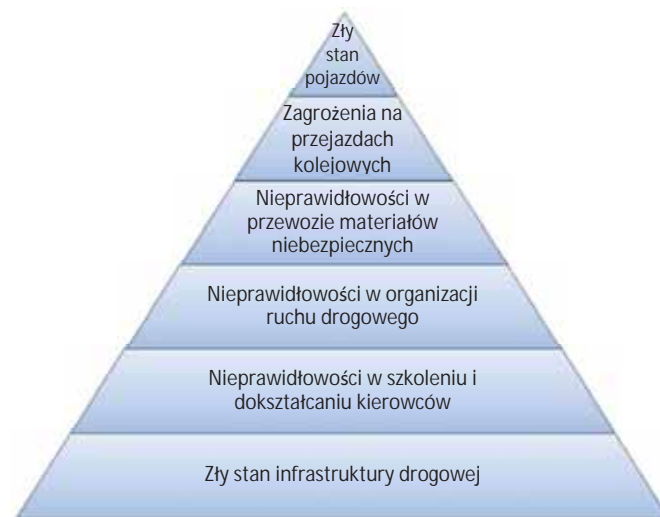 Zły
stan
pojazdów
Zagrożenia na
przejazdach
kolejowych
Nieprawidłowości w
przewozie materiałów
niebezpiecznych
Nieprawidłowości w organizacji
ruchu drogowego
Nieprawidłowości w szkoleniu i
dokształcaniu kierowców
Zły stan infrastruktury drogowej